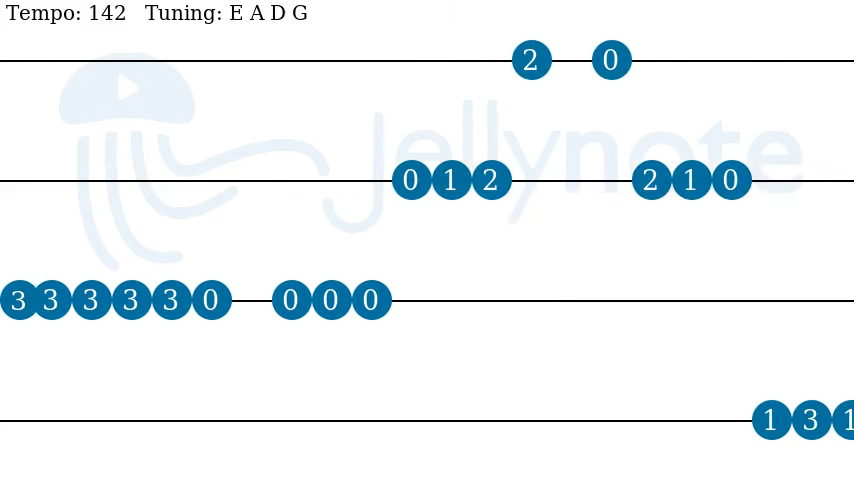 Tempo: 142 Tuning: E A D G
2 0
jellynote
0 1 2 2 1 0
3 3 3 3 3 0 0 0 0
1 3 1